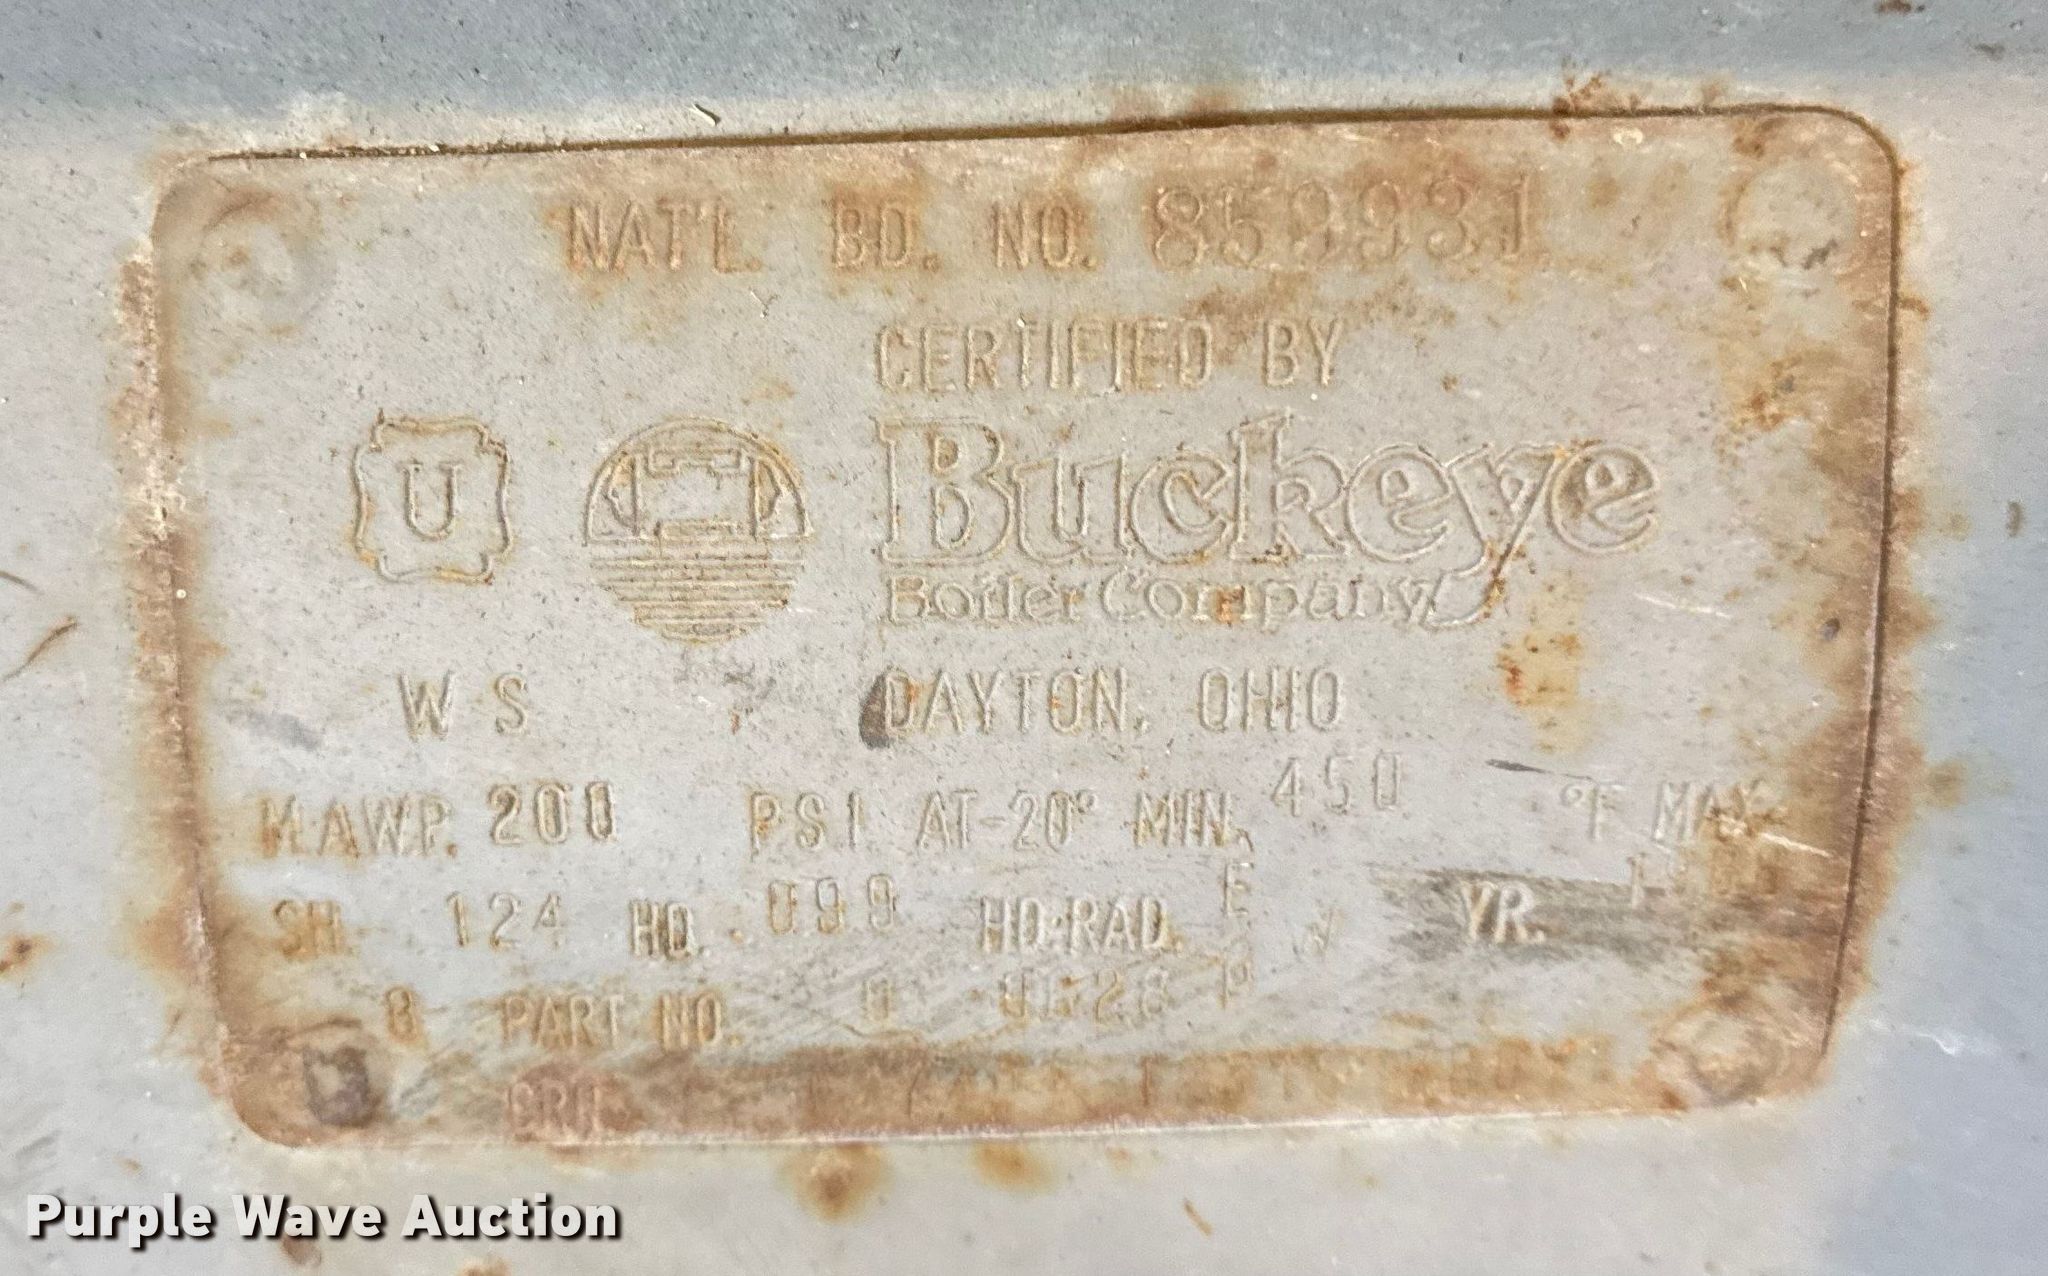 NAT'L. BD. NO. 859931
CERTIFIED BY
U
Buckeye
Boiler Company
W S
DAYTON, OHIO
M.A.W.P. 200 PSI AT-20° MIN. 450 °F MAX.
SH. 124 HD. 099 HD. RAD. E YR.
8 PART NO.
CRN
Purple Wave Auction